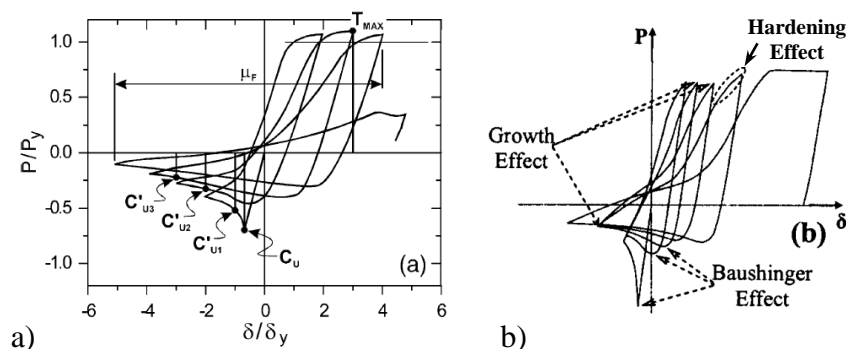 T_MAX
1.0
μ_F
0.5
P/P_y
0.0
-0.5
C'_U3
C'_U2
C'_U1
C_U
-1.0
(a)
-6 -4 -2 0 2 4 6
δ/δ_y
a)
P
Hardening
Effect
Growth
Effect
δ
(b)
Baushinger
Effect
b)